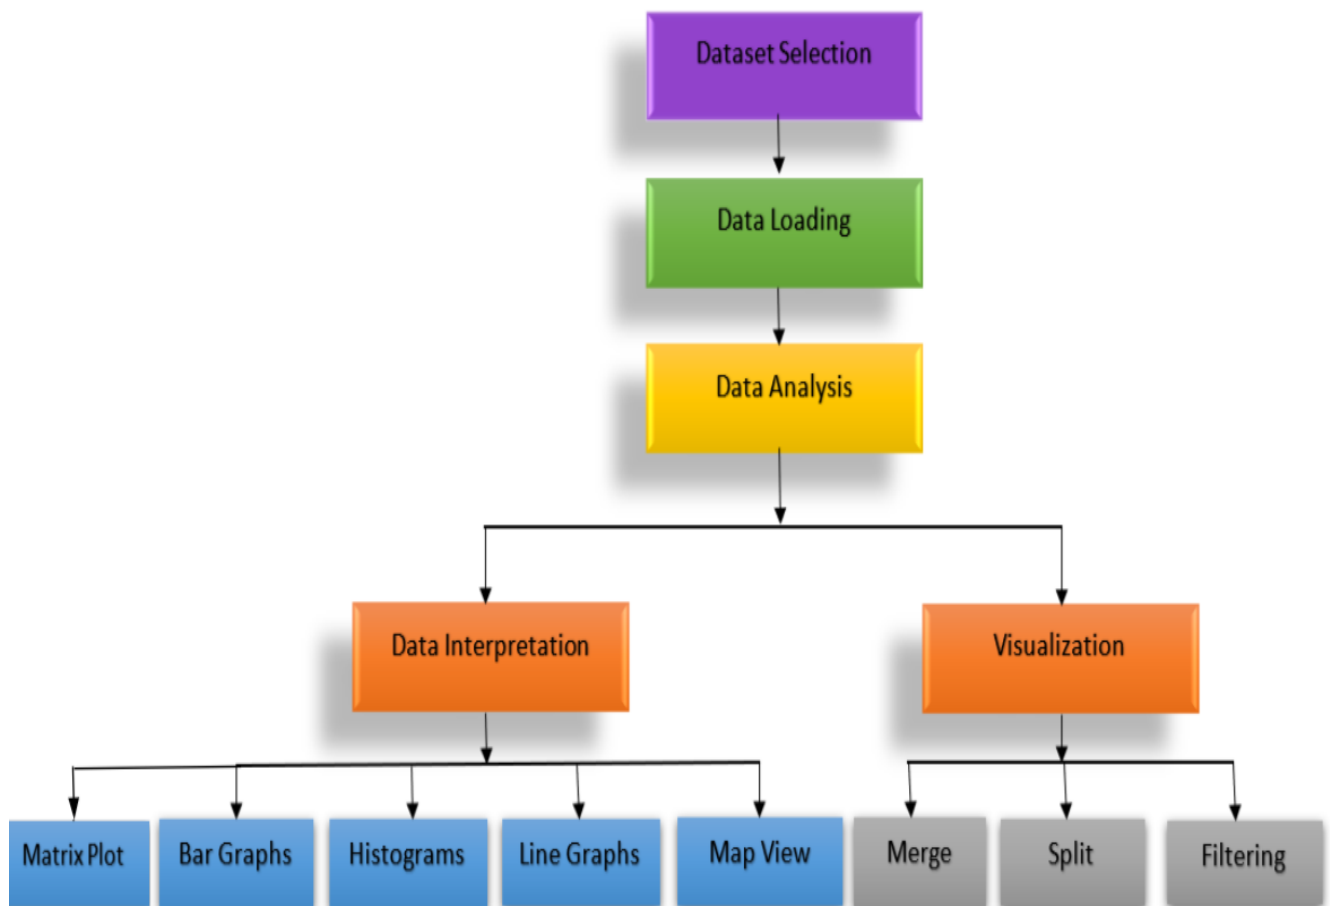 Dataset Selection
Data Loading
Data Analysis
Data Interpretation
Visualization
Matrix Plot
Bar Graphs
Histograms
Line Graphs
Map View
Merge
Split
Filtering